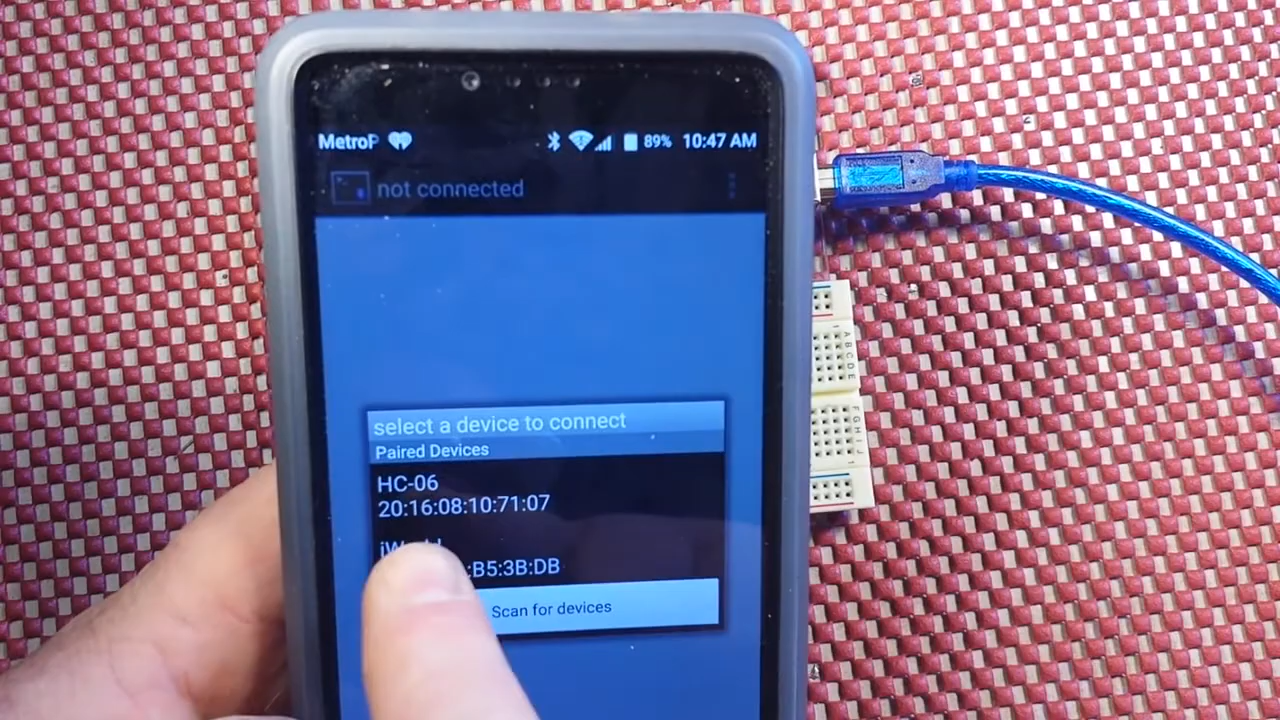 MetroP 89% 10:47 AM
not connected
select a device to connect
Paired Devices
HC-06
20:16:08:10:71:07
:B5:3B:DB
Scan for devices
A B C D E
F G H I J